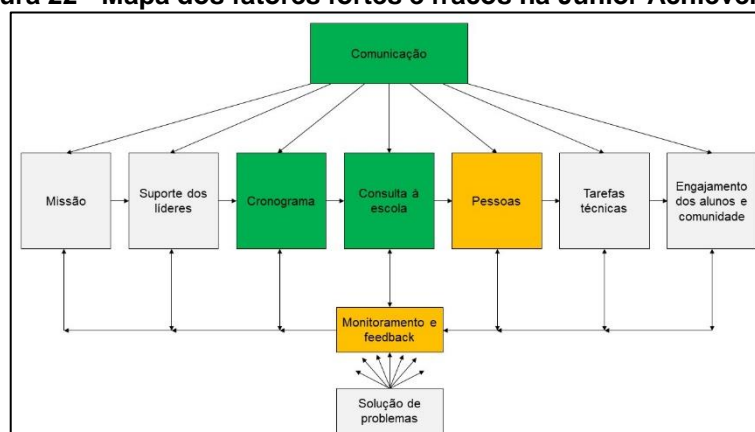 22 - Mapa dos fatores fortes e fracos na Junior
Comunicação
Missão
Suporte dos
líderes
Cronograma
Consulta à
escola
Pessoas
Tarefas
técnicas
Engajamento
dos alunos e
comunidade
Monitoramento e
feedback
Solução de
problemas